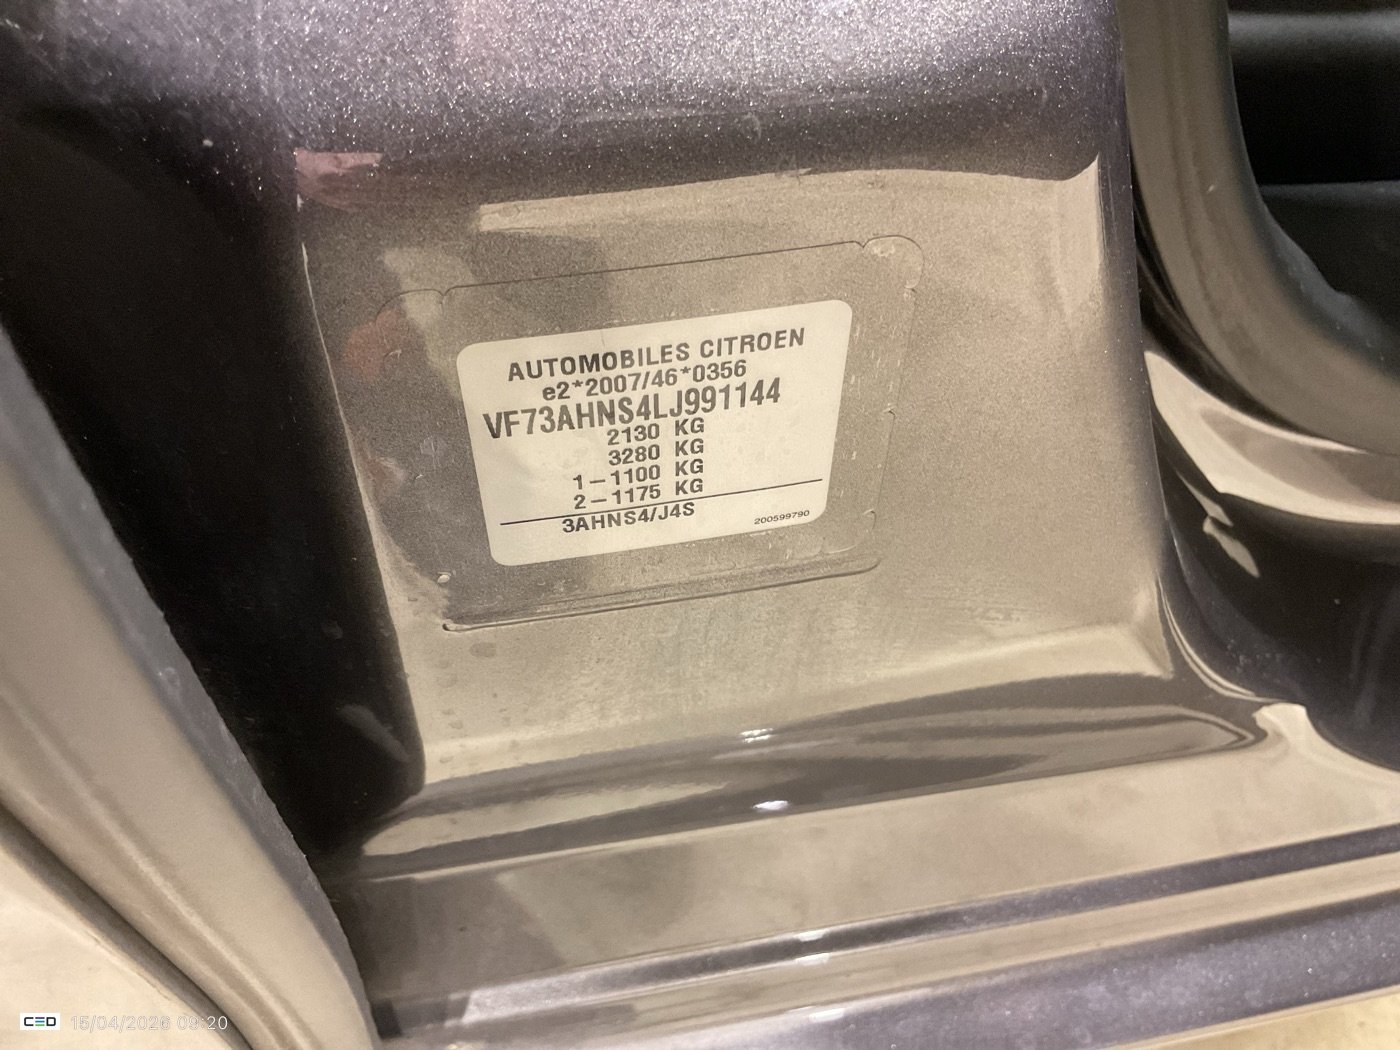 AUTOMOBILES CITROEN
e2*2007/46*0356
VF73AHNS4LJ991144
2130 KG
3280 KG
1-1100 KG
2-1175 KG
3AHNS4/J4S
200599790
CED 15/04/2026 09:20